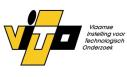 vito
Vlaamse
Instelling voor
Technologisch
Onderzoek